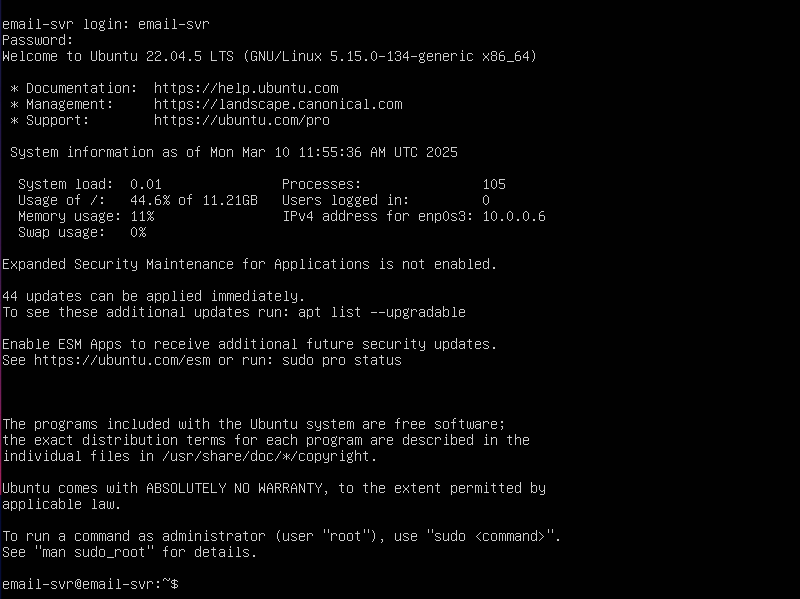 email-svr login: email-svr
Password:
Welcome to Ubuntu 22.04.5 LTS (GNU/Linux 5.15.0-134-generic x86_64)
* Documentation:  https://help.ubuntu.com
* Management:     https://landscape.canonical.com
* Support:        https://ubuntu.com/pro
System information as of Mon Mar 10 11:55:36 AM UTC 2025
System load:  0.01               Processes:               105
Usage of /:   44.6% of 11.21GB   Users logged in:         0
Memory usage: 11%                IPv4 address for enp0s3: 10.0.0.6
Swap usage:   0%
Expanded Security Maintenance for Applications is not enabled.
44 updates can be applied immediately.
To see these additional updates run: apt list --upgradable
Enable ESM Apps to receive additional future security updates.
See https://ubuntu.com/esm or run: sudo pro status
The programs included with the Ubuntu system are free software;
the exact distribution terms for each program are described in the
individual files in /usr/share/doc/*/copyright.
Ubuntu comes with ABSOLUTELY NO WARRANTY, to the extent permitted by
applicable law.
To run a command as administrator (user "root"), use "sudo <command>".
See "man sudo_root" for details.
email-svr@email-svr:~$